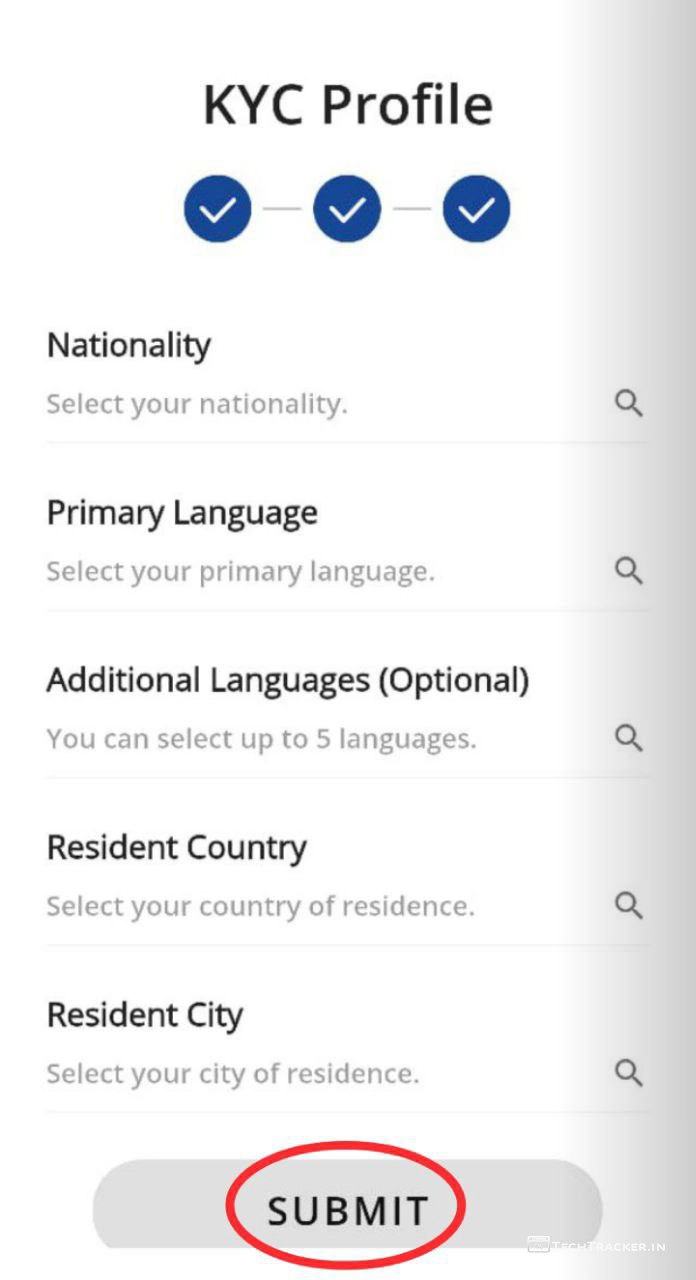 KYC Profile
Nationality
Select your nationality.
Primary Language
Select your primary language.
Additional Languages (Optional)
You can select up to 5 languages.
Resident Country
Select your country of residence.
Resident City
Select your city of residence.
SUBMIT
TECHTRACKER.IN